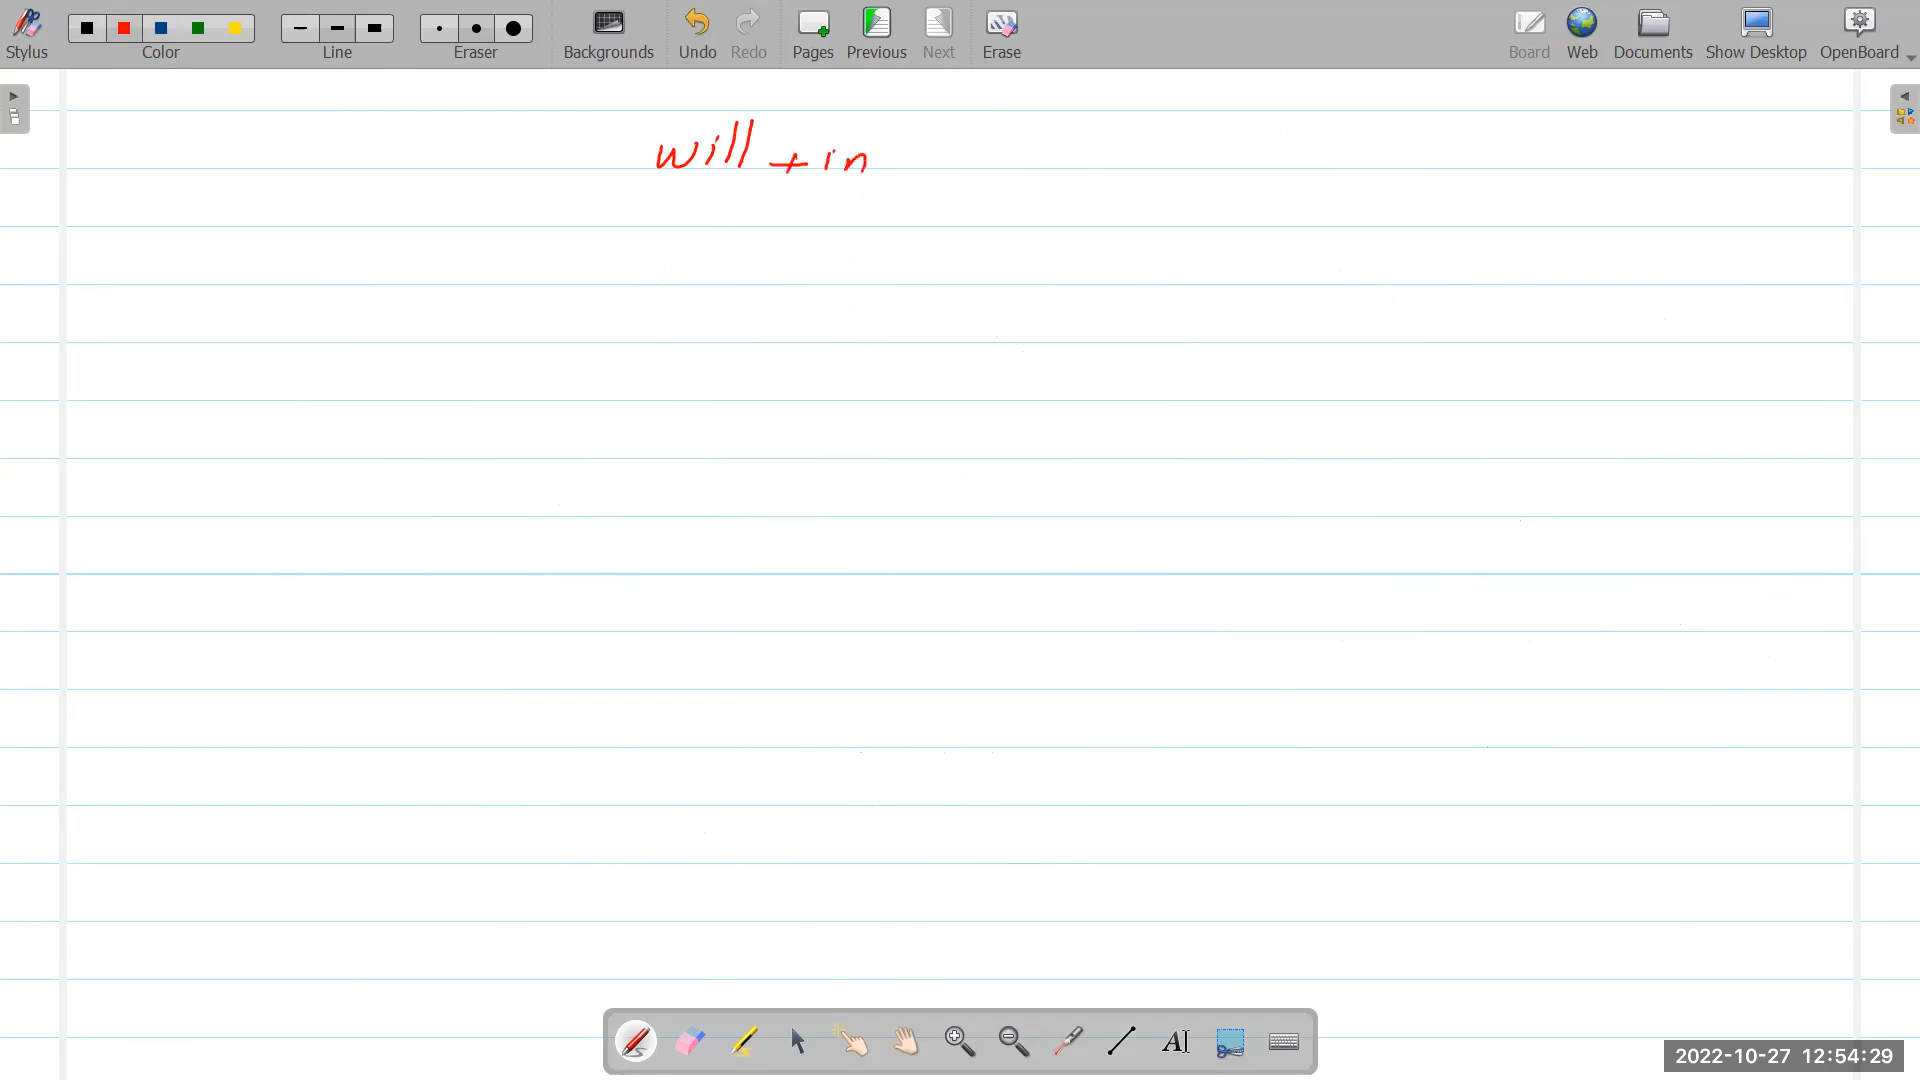 Stylus Color Line Eraser Backgrounds Undo Redo Pages Previous Next Erase Board Web Documents Show Desktop OpenBoard
will + in
2022-10-27 12:54:29